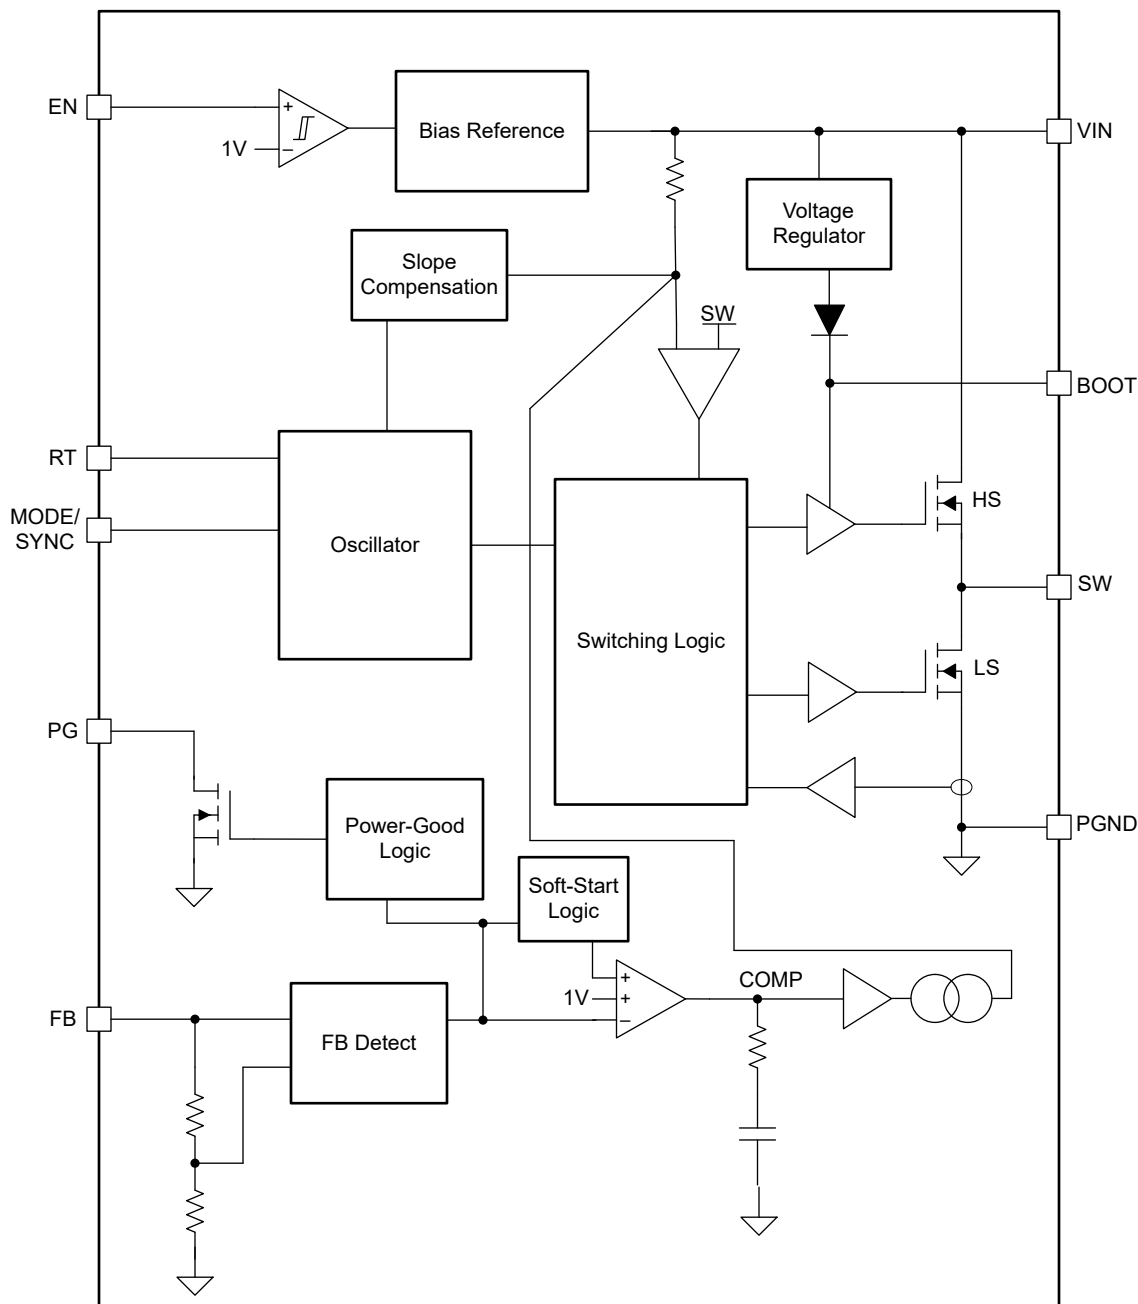 EN
+
1V
−
Bias Reference
VIN
Voltage
Regulator
Slope
Compensation
SW
BOOT
RT
MODE/
SYNC
Oscillator
HS
SW
Switching Logic
LS
PG
Power-Good
Logic
PGND
Soft-Start
Logic
+
1V
+
−
COMP
FB
FB Detect